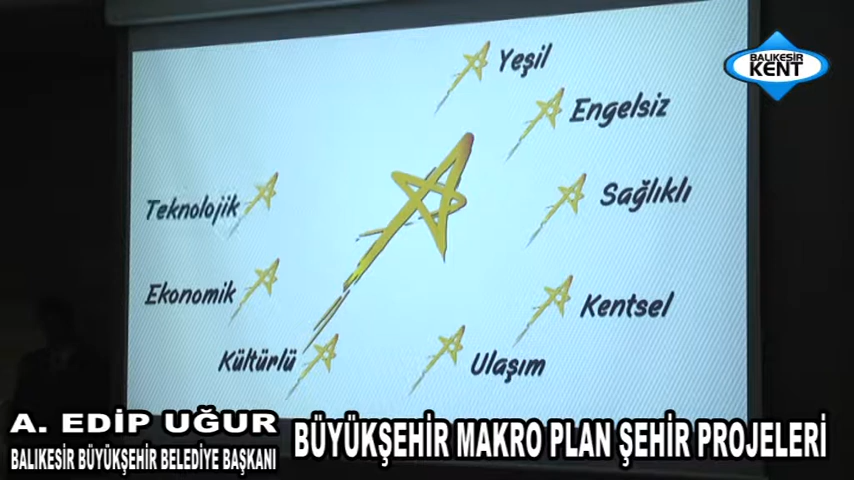 Yeşil
BALIKESİR
KENT
Engelsiz
Sağlıklı
Teknolojik
Ekonomik
Kentsel
Kültürlü
Ulaşım
A. EDİP UĞUR
BALIKESİR BÜYÜKŞEHİR BELEDİYE BAŞKANI
BÜYÜKŞEHİR MAKRO PLAN ŞEHİR PROJELERİ